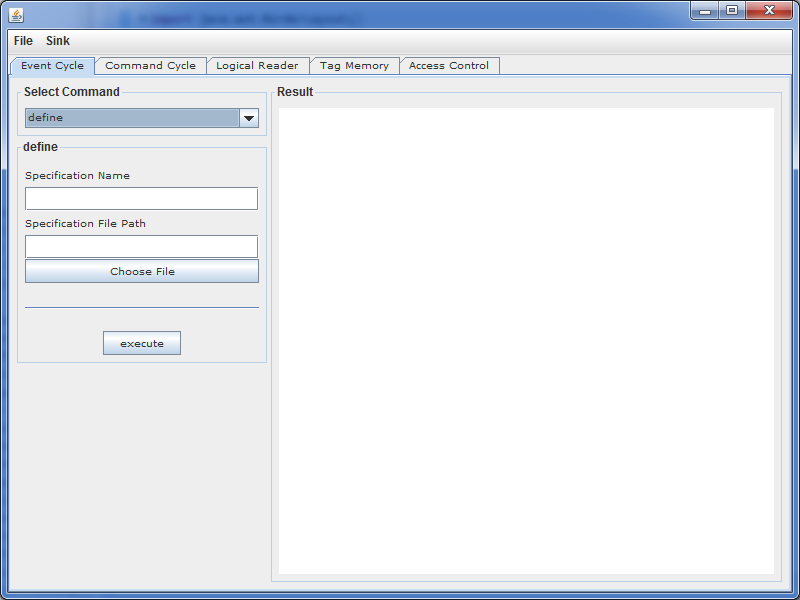 File Sink
Event Cycle Command Cycle Logical Reader Tag Memory Access Control
Select Command
define
define
Specification Name
Specification File Path
Choose File
execute
Result